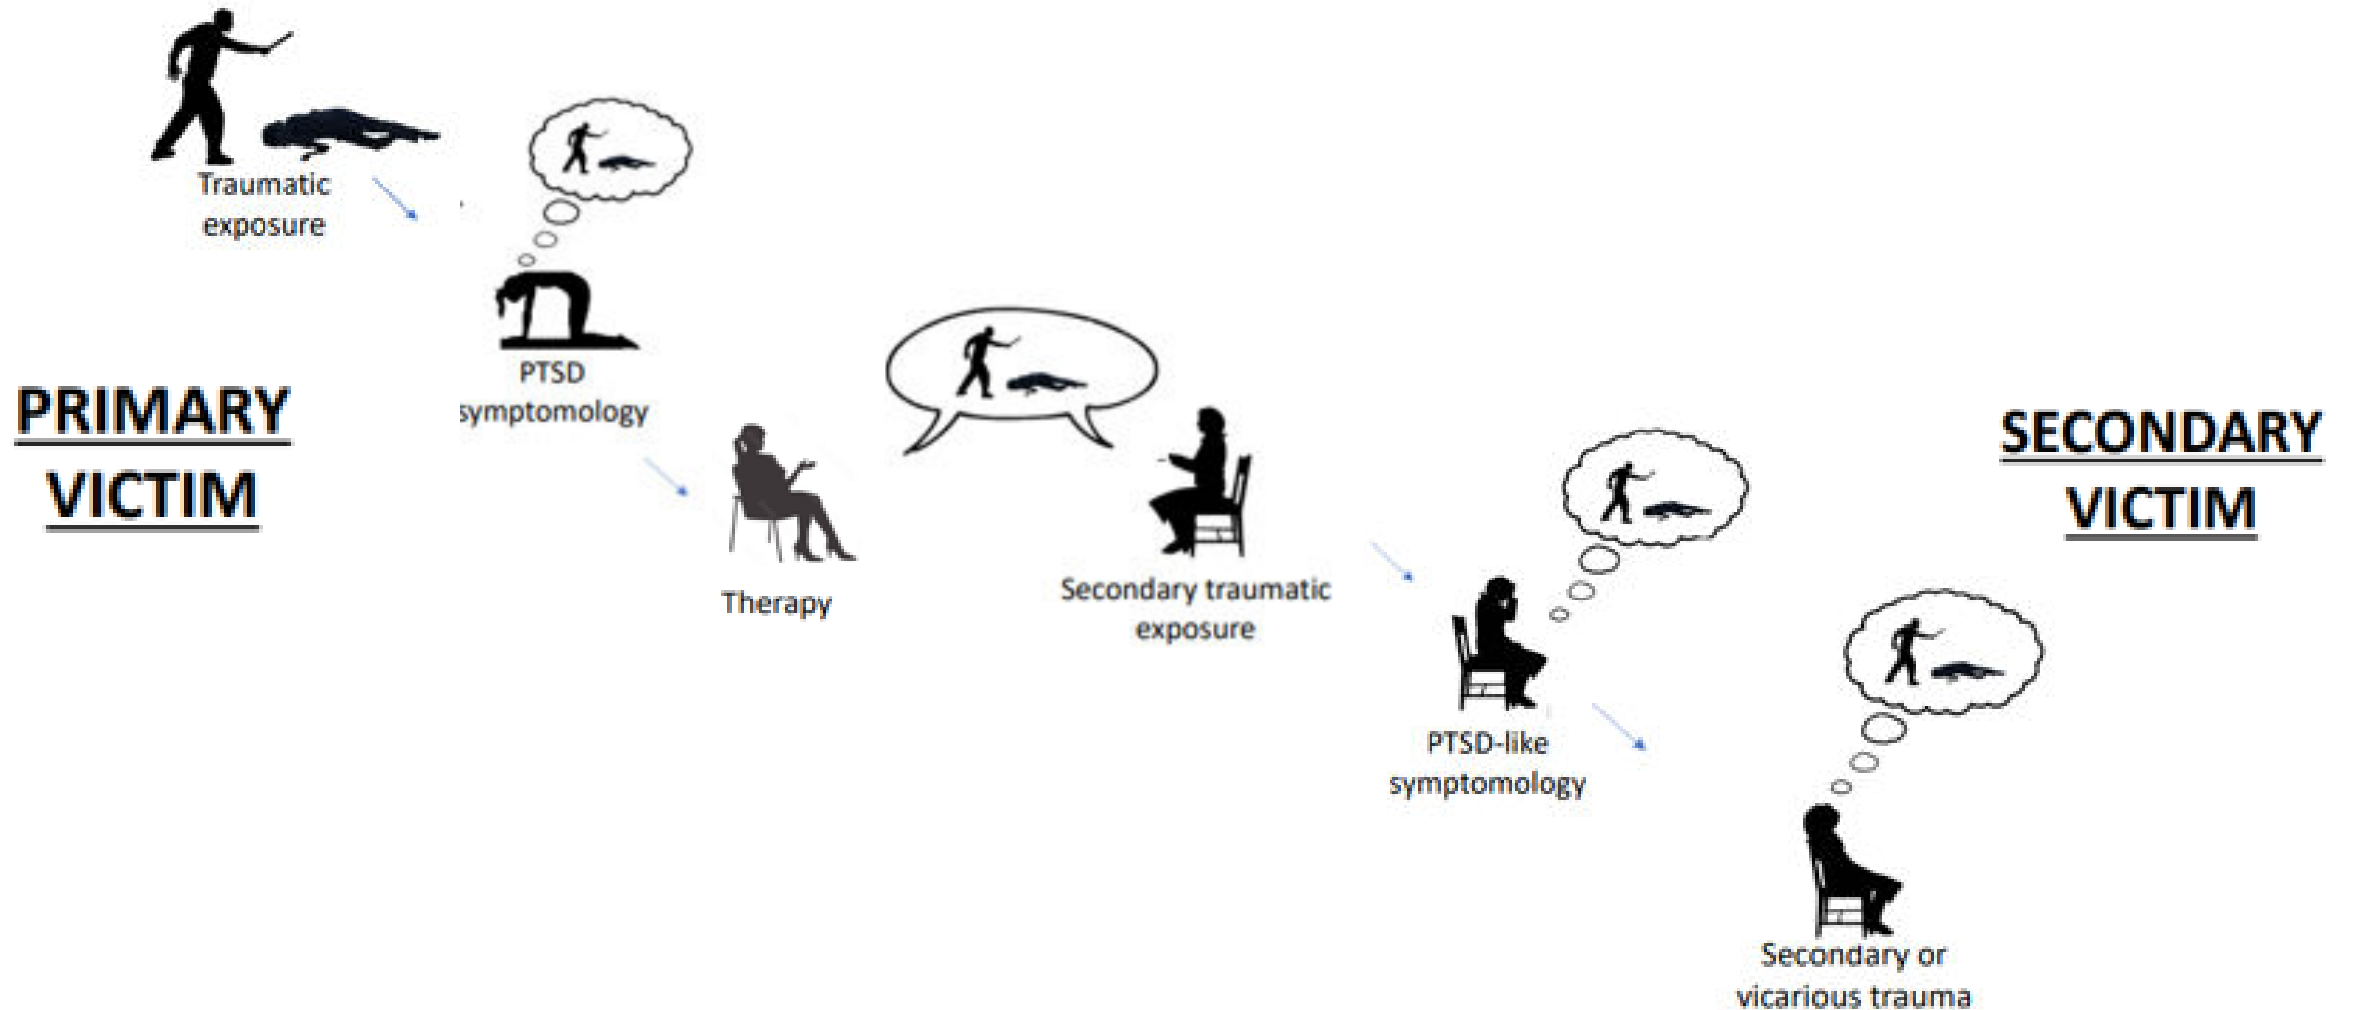 Traumatic
exposure
PTSD
symptomology
PRIMARY
VICTIM
Therapy
Secondary traumatic
exposure
PTSD-like
symptomology
SECONDARY
VICTIM
Secondary or
vicarious trauma